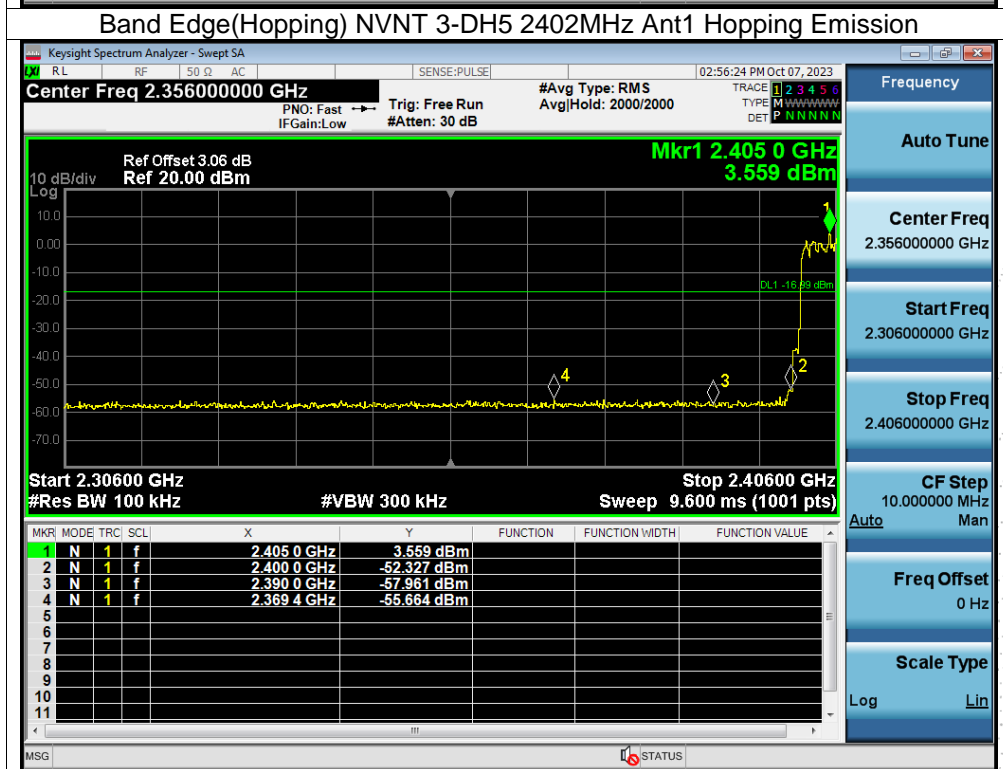 Band Edge(Hopping) NVNT 3-DH5 2402MHz Ant1 Hopping Emission
Keysight Spectrum Analyzer - Swept SA
LXI RL RF 50 Ω AC SENSE:PULSE 02:56:24 PM Oct 07, 2023
Center Freq 2.356000000 GHz #Avg Type: RMS TRACE 1 2 3 4 5 6
PNO: Fast Trig: Free Run Avg|Hold: 2000/2000 TYPE M WWWWW
IFGain:Low #Atten: 30 dB DET P N N N N N
Mkr1 2.405 0 GHz
Ref Offset 3.06 dB
10 dB/div Ref 20.00 dBm 3.559 dBm
Log
10.0
0.00
-10.0
-20.0
-30.0
-40.0
-50.0
-60.0
-70.0
1
DL1 -16.99 dBm
2
3
4
Start 2.30600 GHz Stop 2.40600 GHz
#Res BW 100 kHz #VBW 300 kHz Sweep 9.600 ms (1001 pts)
MKR MODE TRC SCL X Y FUNCTION FUNCTION WIDTH FUNCTION VALUE
1 N 1 f 2.405 0 GHz 3.559 dBm
2 N 1 f 2.400 0 GHz -52.327 dBm
3 N 1 f 2.390 0 GHz -57.961 dBm
4 N 1 f 2.369 4 GHz -55.664 dBm
5
6
7
8
9
10
11
MSG STATUS
Frequency
Auto Tune
Center Freq
2.356000000 GHz
Start Freq
2.306000000 GHz
Stop Freq
2.406000000 GHz
CF Step
10.000000 MHz
Auto Man
Freq Offset
0 Hz
Scale Type
Log Lin